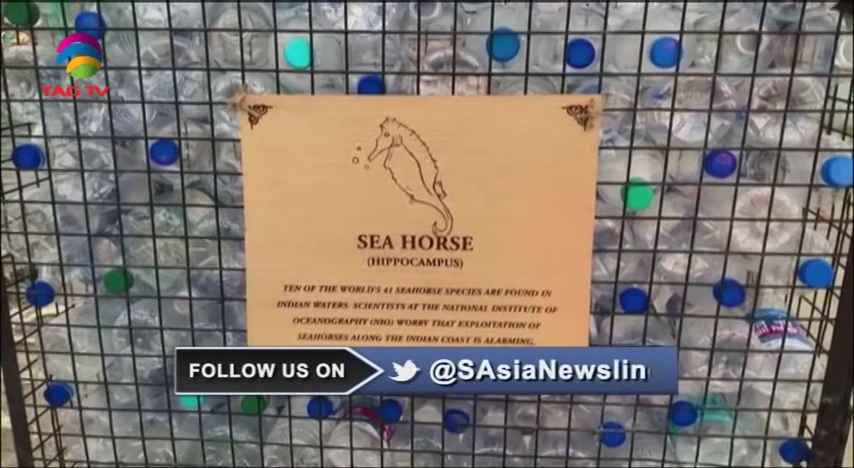 TAG TV
SEA HORSE
(HIPPOCAMPUS)
TEN OF THE WORLD'S 41 SEAHORSE SPECIES ARE FOUND IN
INDIAN WATERS. SCIENTISTS AT THE NATIONAL INSTITUTE OF
OCEANOGRAPHY (NIO) WORRY THAT EXPLOITATION OF
SEAHORSES ALONG THE INDIAN COAST IS ALARMING.
FOLLOW US ON @SAsiaNewslin